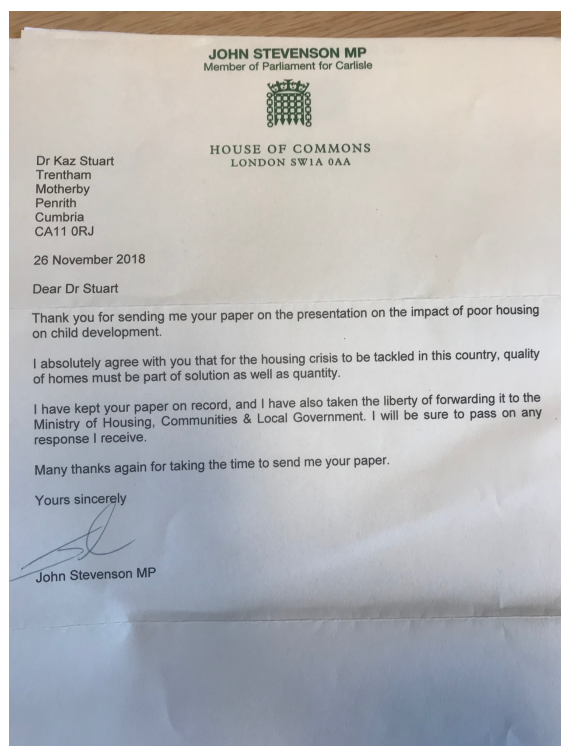 JOHN STEVENSON MP
Member of Parliament for Carlisle
HOUSE OF COMMONS
LONDON SW1A 0AA
Dr Kaz Stuart
Trentham
Motherby
Penrith
Cumbria
CA11 0RJ
26 November 2018
Dear Dr Stuart
Thank you for sending me your paper on the presentation on the impact of poor housing
on child development.
I absolutely agree with you that for the housing crisis to be tackled in this country, quality
of homes must be part of solution as well as quantity.
I have kept your paper on record, and I have also taken the liberty of forwarding it to the
Ministry of Housing, Communities & Local Government. I will be sure to pass on any
response I receive.
Many thanks again for taking the time to send me your paper.
Yours sincerely
John Stevenson MP